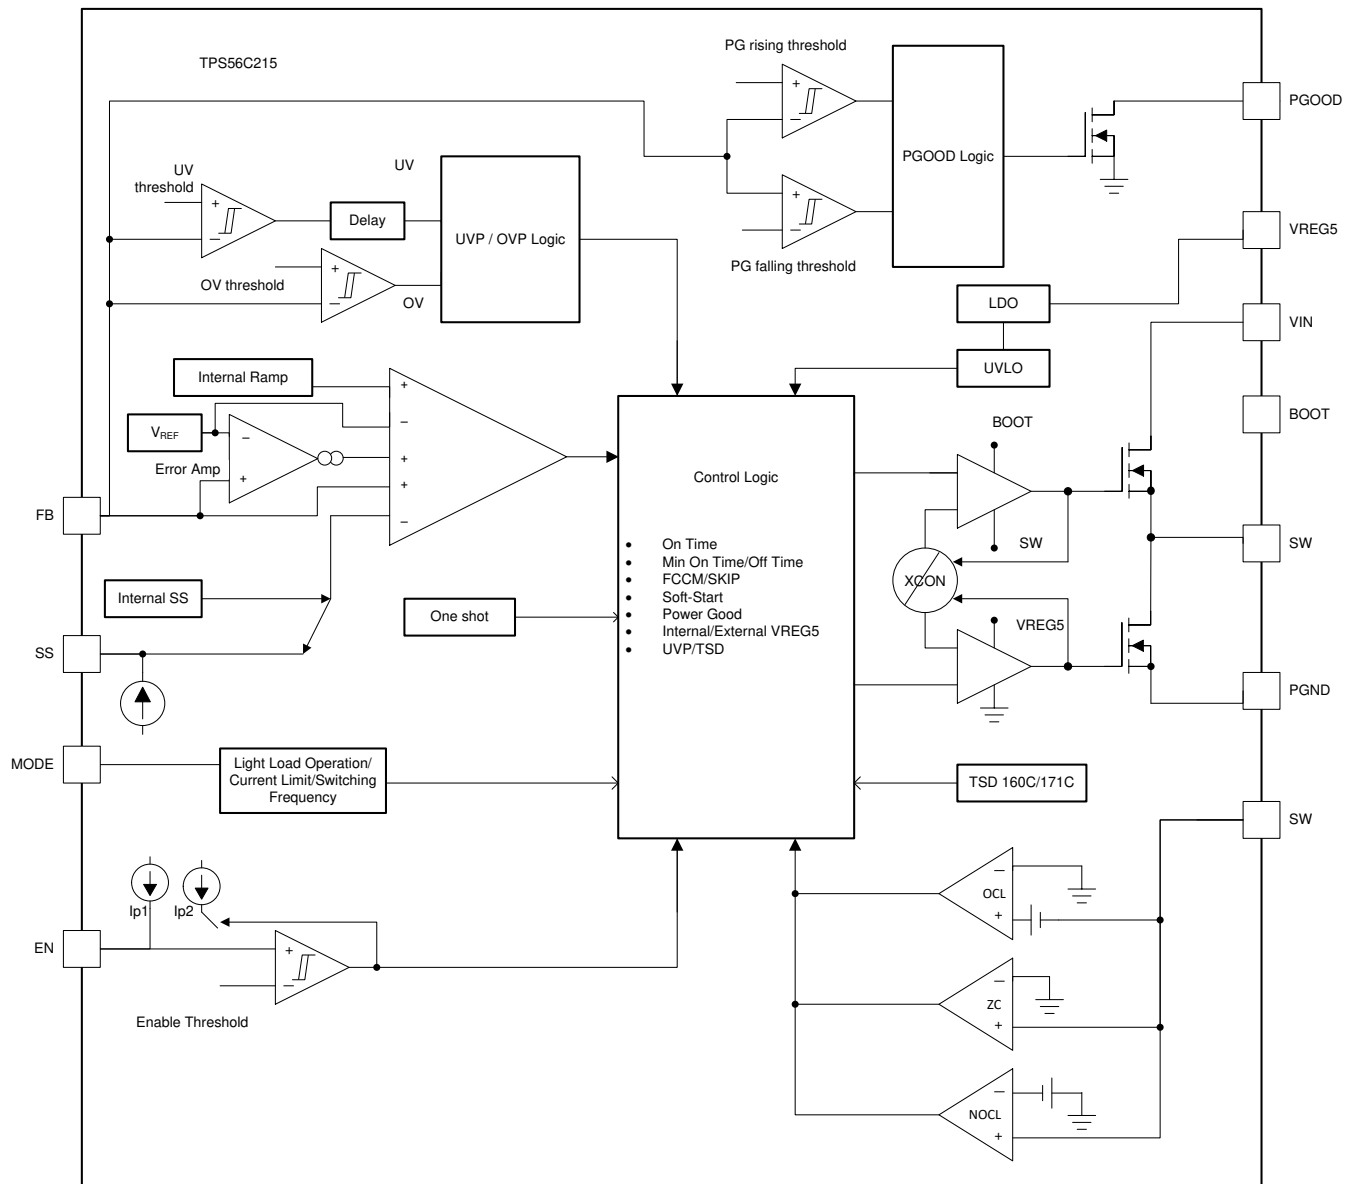 TPS56C215
PG rising threshold
PGOOD
PGOOD Logic
UV
threshold
UV
Delay
UVP / OVP Logic
OV threshold
OV
PG falling threshold
VREG5
LDO
VIN
UVLO
Internal Ramp
VREF
Error Amp
BOOT
BOOT
Control Logic
FB
SW
SW
• On Time
• Min On Time/Off Time
• FCCM/SKIP
• Soft-Start
• Power Good
• Internal/External VREG5
• UVP/TSD
XCON
Internal SS
One shot
VREG5
SS
PGND
MODE
Light Load Operation/
Current Limit/Switching
Frequency
TSD 160C/171C
SW
Ip1
Ip2
OCL
EN
ZC
Enable Threshold
NOCL
+
−
+
−
+
−
+
−
+
−
+
+
−
−
+
+
−
−
+
−
+
−
+